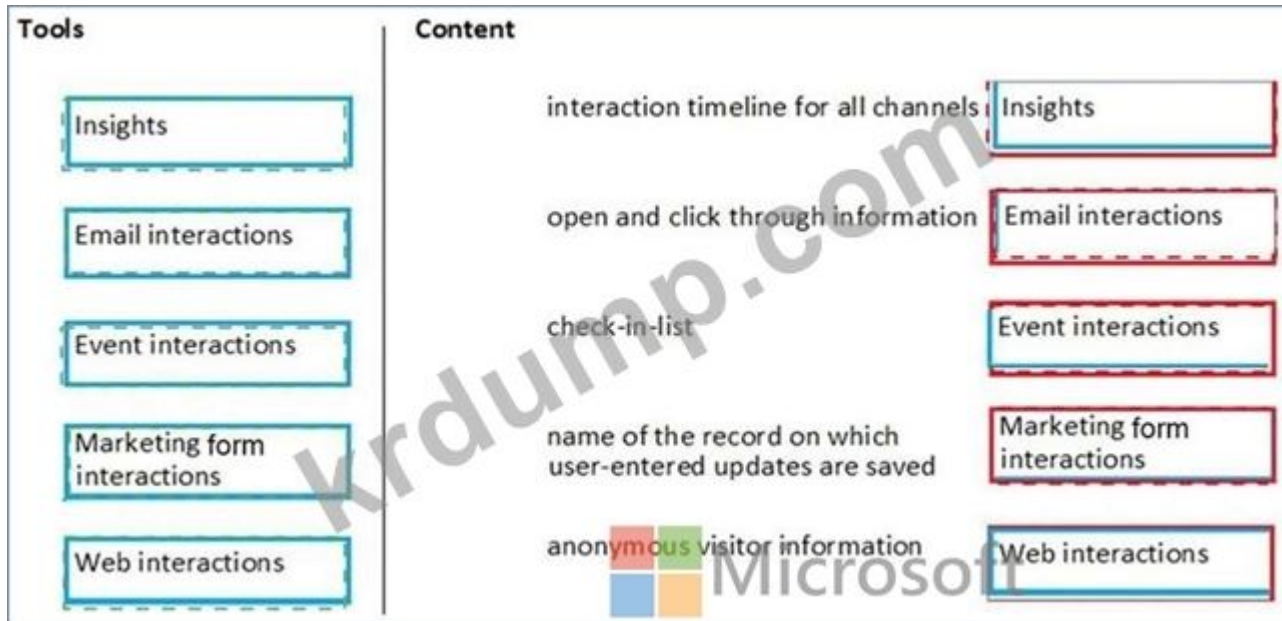 Tools
Content
Insights
interaction timeline for all channels
Insights
Email interactions
open and click through information
Email interactions
Event interactions
check-in-list
Event interactions
Marketing form
interactions
name of the record on which
user-entered updates are saved
Marketing form
interactions
Web interactions
anonymous visitor information
Web interactions
krdump.com
Microsoft